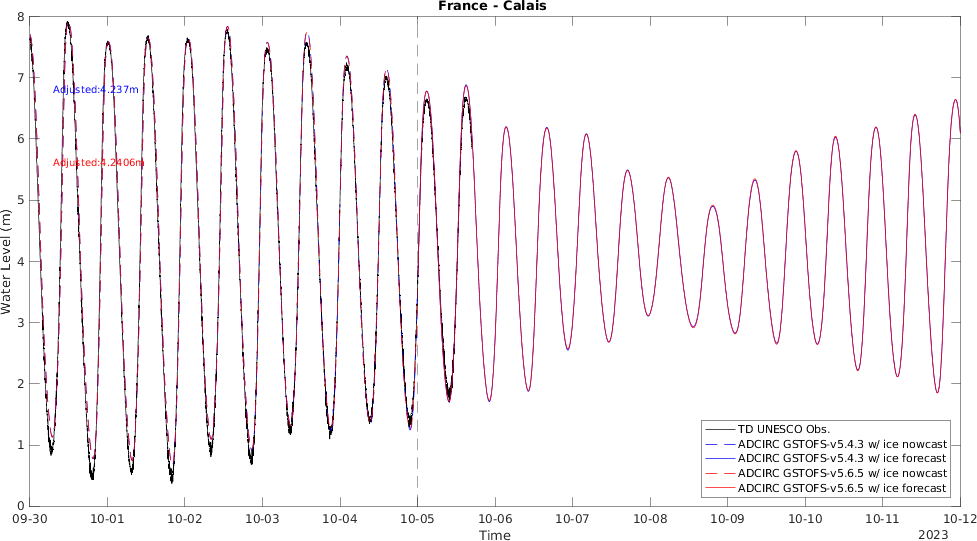 France - Calais
8
7
6
5
4
3
2
1
0
Water Level (m)
Adjusted:4.237m
Adjusted:4.2406m
TD UNESCO Obs.
ADCIRC GSTOFS-v5.4.3 w/ ice nowcast
ADCIRC GSTOFS-v5.4.3 w/ ice forecast
ADCIRC GSTOFS-v5.6.5 w/ ice nowcast
ADCIRC GSTOFS-v5.6.5 w/ ice forecast
09-30 10-01 10-02 10-03 10-04 10-05 10-06 10-07 10-08 10-09 10-10 10-11 10-12
Time
2023